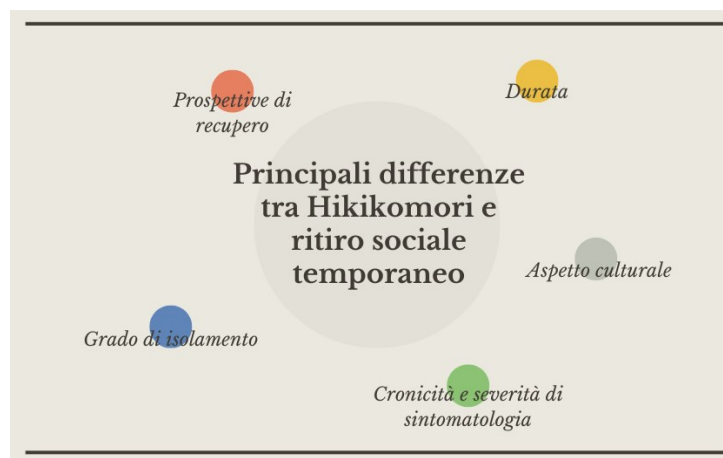 Prospettive di
recupero
Durata
Principali differenze
tra Hikikomori e
ritiro sociale
temporaneo
Aspetto culturale
Grado di isolamento
Cronicità e severità di
sintomatologia